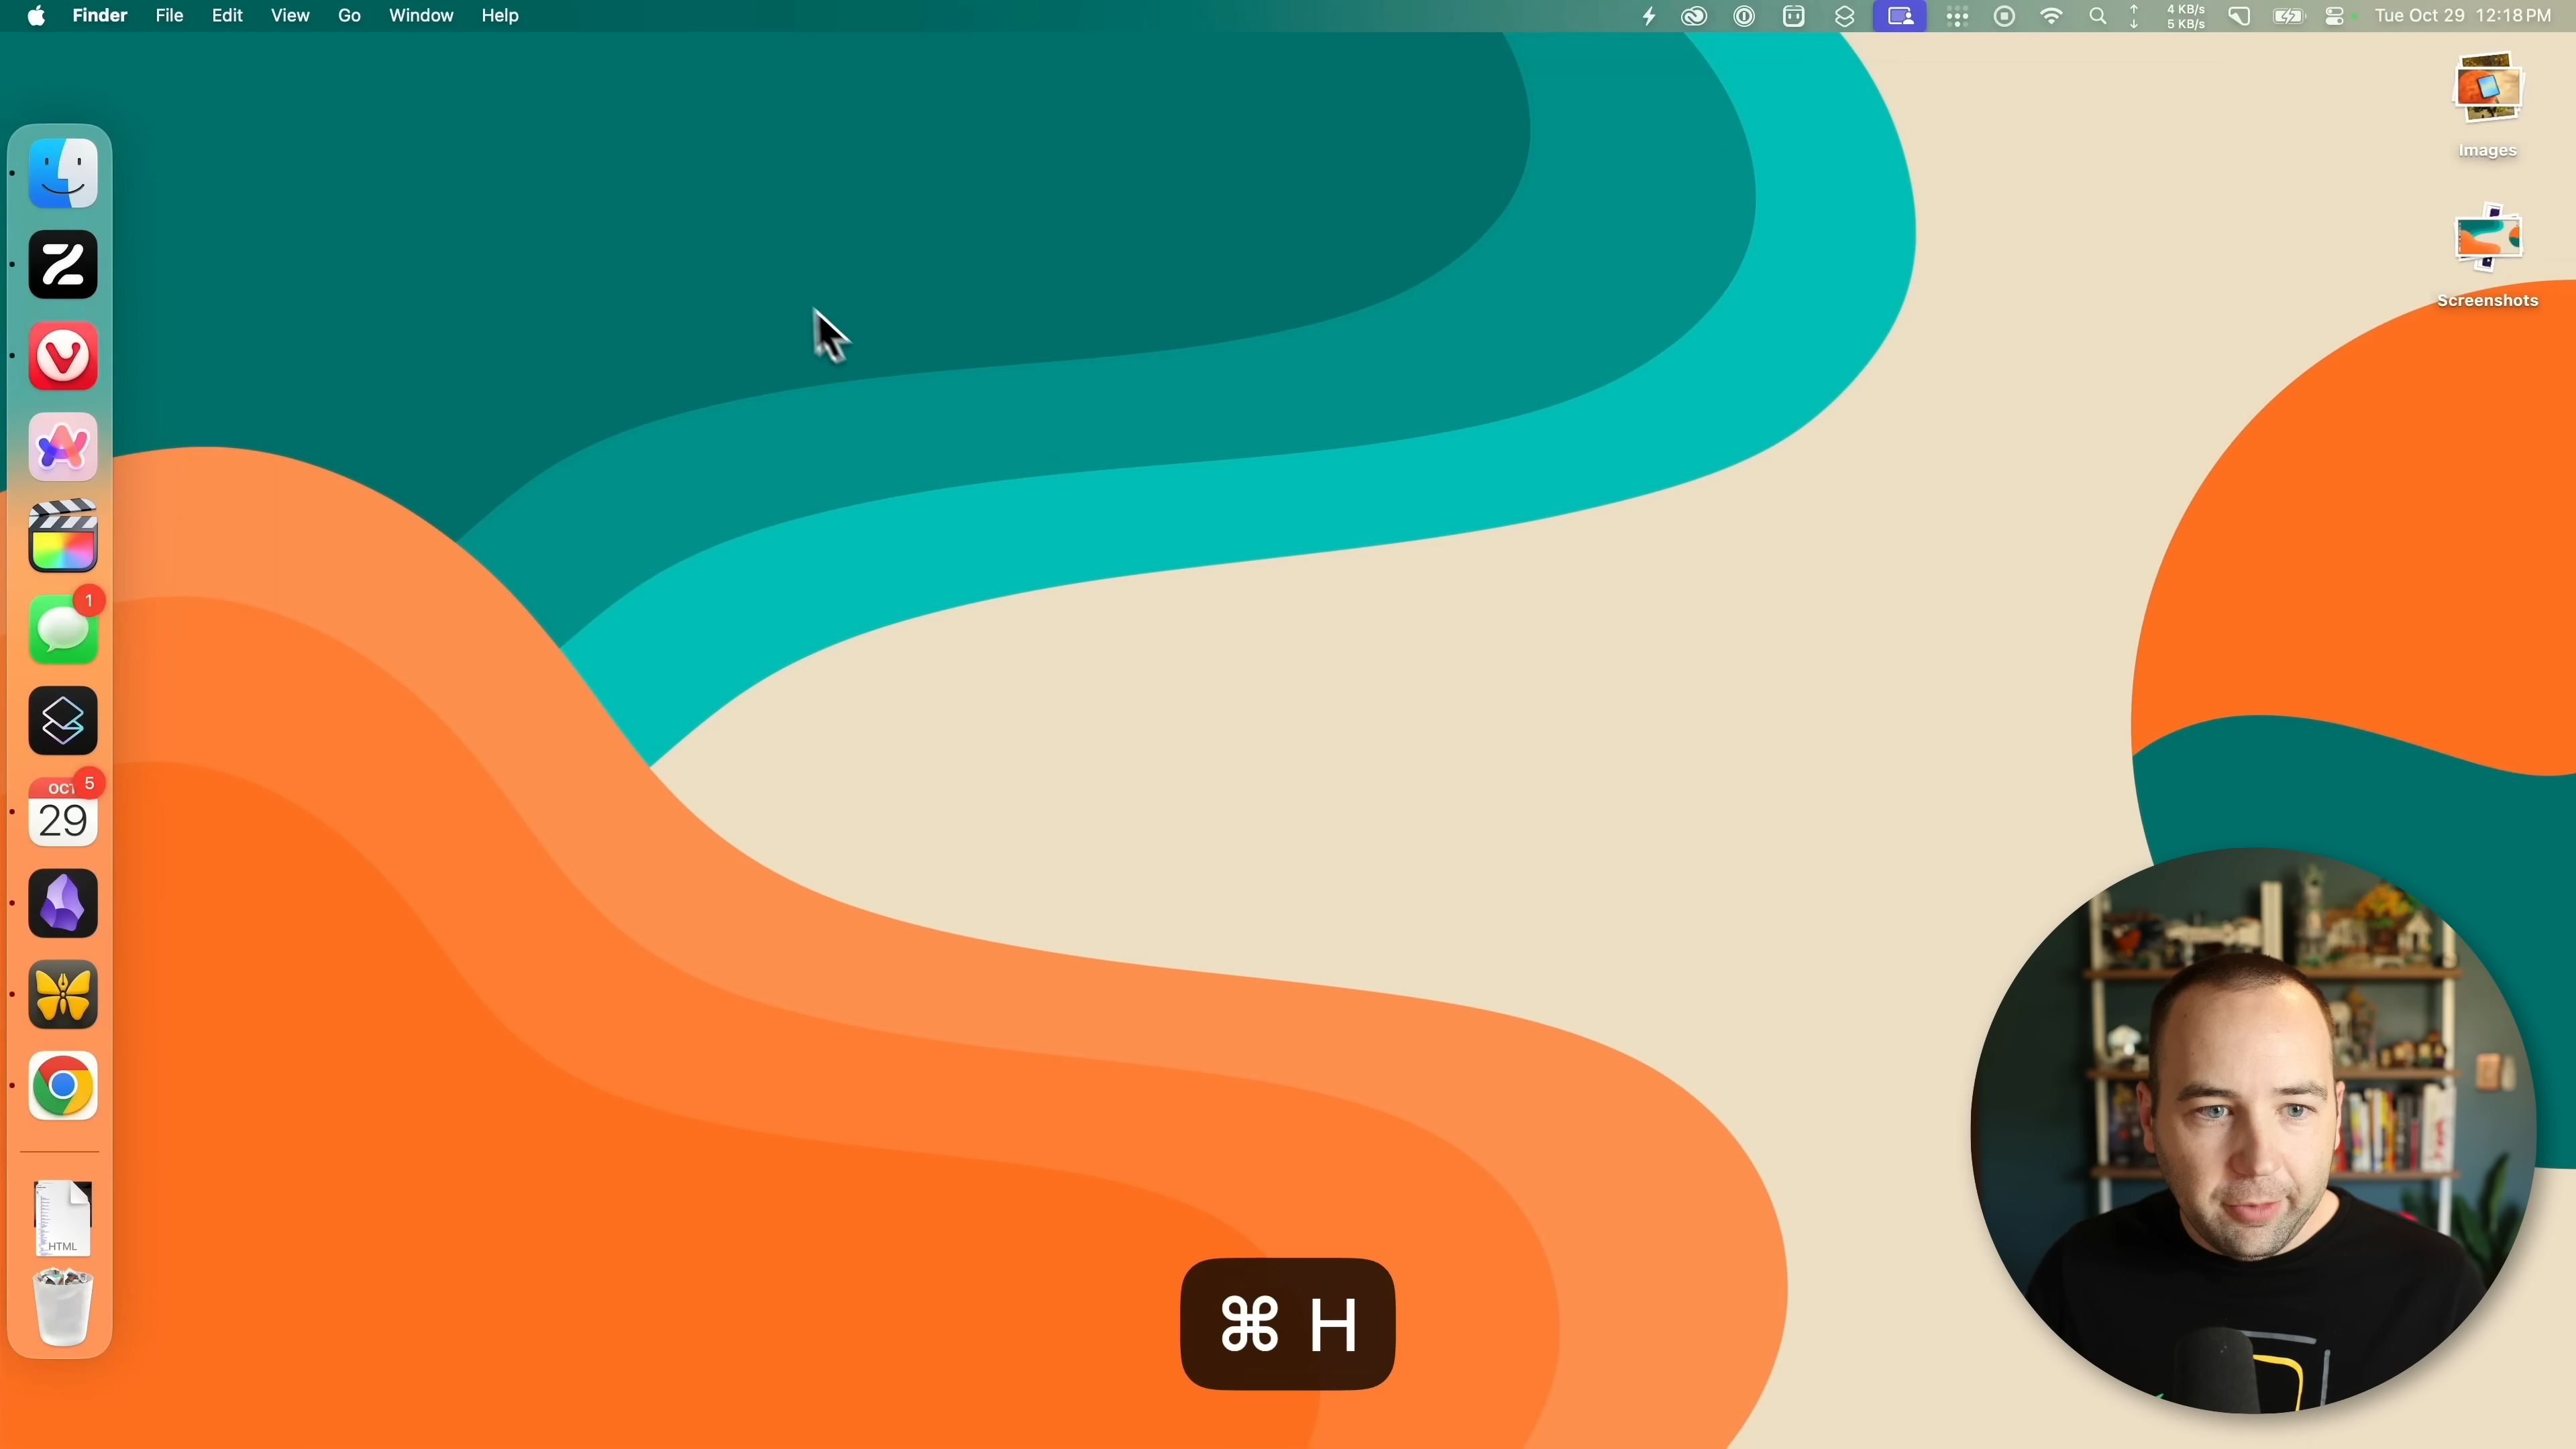 Finder File Edit View Go Window Help
4 KB/s
5 KB/s
Tue Oct 29 12:18 PM
Images
Screenshots
1
OCT
5
29
HTML
⌘ H